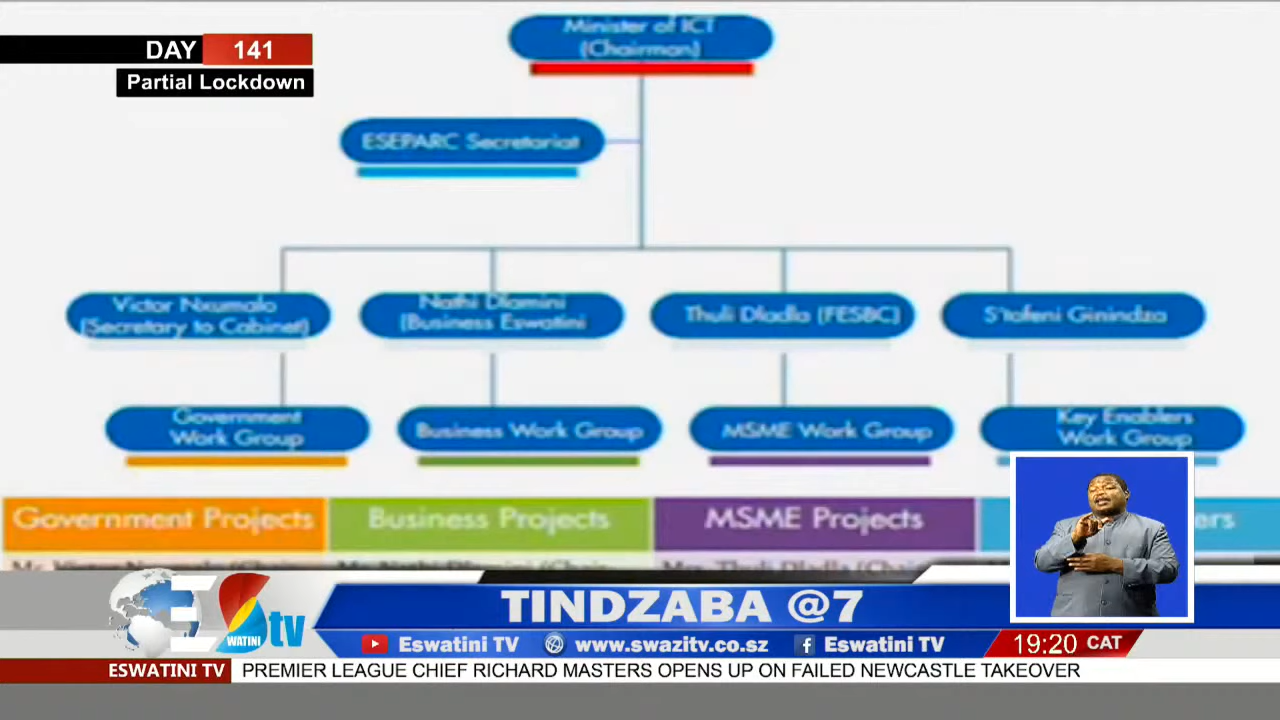 DAY 141
Partial Lockdown
Minister of ICT
(Chairman)
ESEPARC Secretariat
Victor Nxumalo
(Secretary to Cabinet)
Nathi Dlamini
(Business Eswatini
Thuli Dladla (FESBC)
S'tofeni Ginindza
Government
Work Group
Business Work Group
MSME Work Group
Key Enablers
Work Group
Government Projects
Business Projects
MSME Projects
E WATINI tv
TINDZABA @7
Eswatini TV
www.swazitv.co.sz
Eswatini TV
19:20 CAT
ESWATINI TV
PREMIER LEAGUE CHIEF RICHARD MASTERS OPENS UP ON FAILED NEWCASTLE TAKEOVER